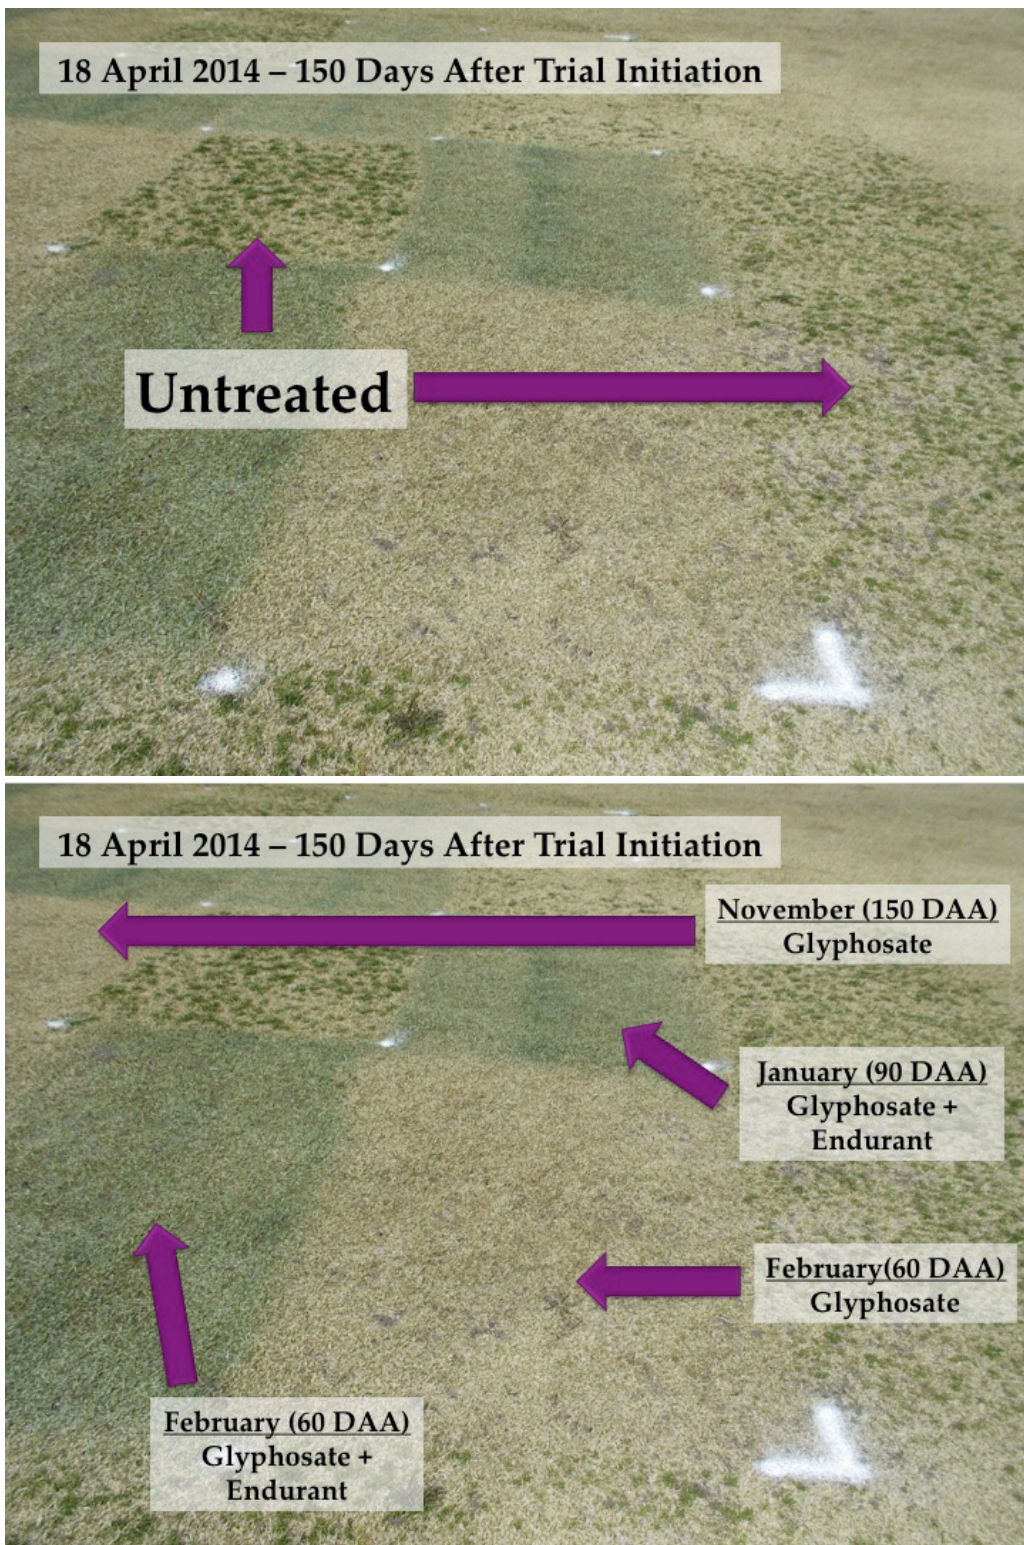 18 April 2014 – 150 Days After Trial Initiation
Untreated
18 April 2014 – 150 Days After Trial Initiation
November (150 DAA)
Glyphosate
January (90 DAA)
Glyphosate +
Endurant
February(60 DAA)
Glyphosate
February (60 DAA)
Glyphosate +
Endurant